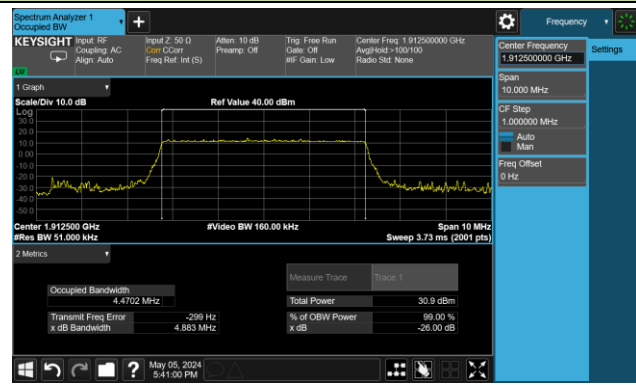 Spectrum Analyzer 1
Occupied BW
Frequency
KEYSIGHT
Input: RF
Coupling: AC
Align: Auto
Input Z: 50 Ω
Corr CCorr
Freq Ref: Int (S)
Atten: 10 dB
Preamp: Off
Trig: Free Run
Gate: Off
#IF Gain: Low
Center Freq: 1.912500000 GHz
Avg|Hold:>100/100
Radio Std: None
Center Frequency
1.912500000 GHz
Settings
Span
10.000 MHz
CF Step
1.000000 MHz
Auto
Man
Freq Offset
0 Hz
1 Graph
Scale/Div 10.0 dB
Ref Value 40.00 dBm
Log
30.0
20.0
10.0
0.00
-10.0
-20.0
-30.0
-40.0
-50.0
Center 1.912500 GHz
#Video BW 160.00 kHz
Span 10 MHz
#Res BW 51.000 kHz
Sweep 3.73 ms (2001 pts)
2 Metrics
Measure Trace
Trace 1
Occupied Bandwidth
4.4702 MHz
Total Power
30.9 dBm
Transmit Freq Error
-299 Hz
% of OBW Power
99.00 %
x dB Bandwidth
4.883 MHz
x dB
-26.00 dB
May 05, 2024
5:41:00 PM